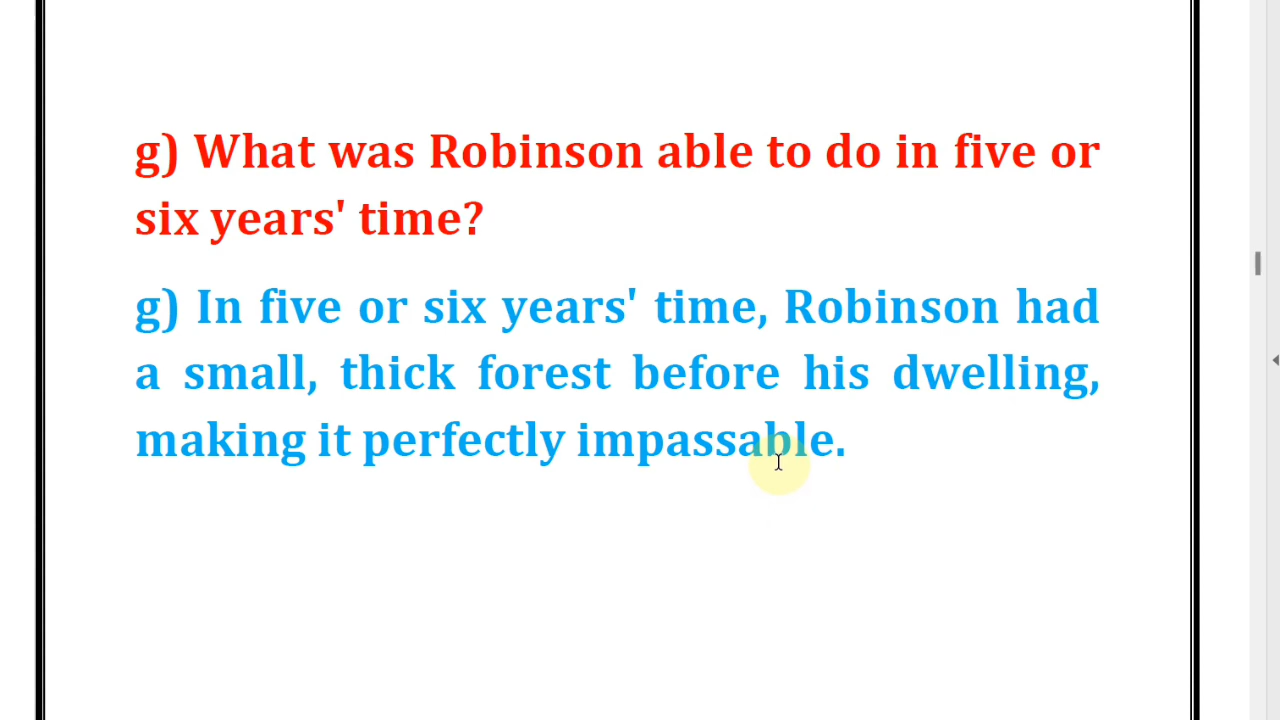 g) What was Robinson able to do in five or
six years' time?
g) In five or six years' time, Robinson had
a small, thick forest before his dwelling,
making it perfectly impassable.